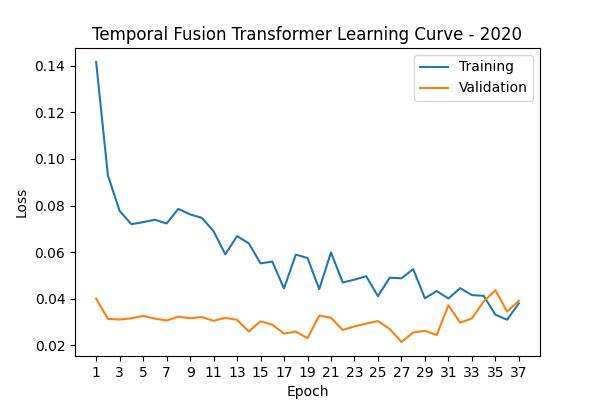 Temporal Fusion Transformer Learning Curve - 2020
Training
Validation
0.14
0.12
0.10
0.08
0.06
0.04
0.02
Loss
1 3 5 7 9 11 13 15 17 19 21 23 25 27 29 31 33 35 37
Epoch